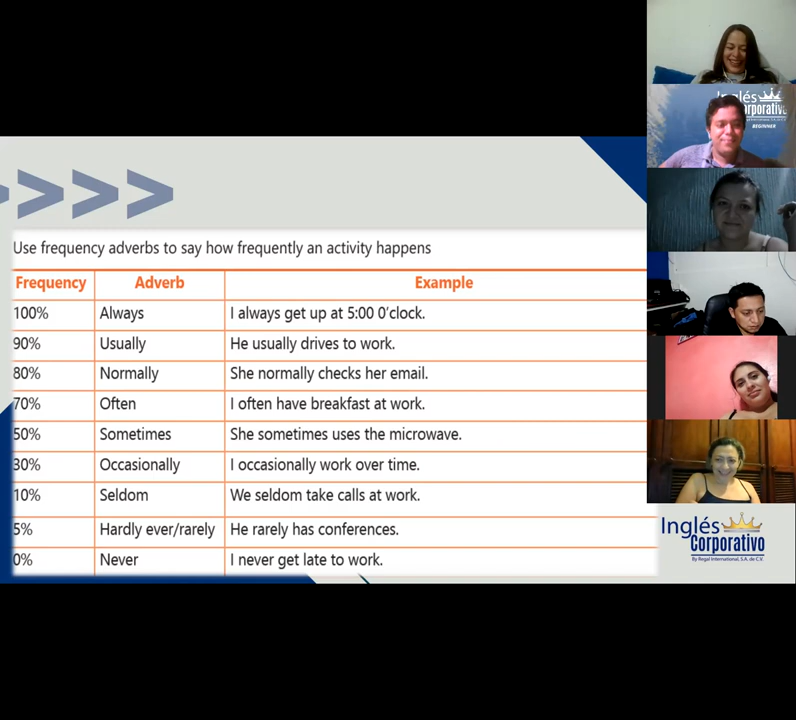 Use frequency adverbs to say how frequently an activity happens
Frequency Adverb Example
100% Always I always get up at 5:00 0'clock.
90% Usually He usually drives to work.
80% Normally She normally checks her email.
70% Often I often have breakfast at work.
50% Sometimes She sometimes uses the microwave.
30% Occasionally I occasionally work over time.
10% Seldom We seldom take calls at work.
5% Hardly ever/rarely He rarely has conferences.
0% Never I never get late to work.
Inglés
Corporativo
BEGINNER
Inglés
Corporativo
By Regal International, S.A. de C.V.